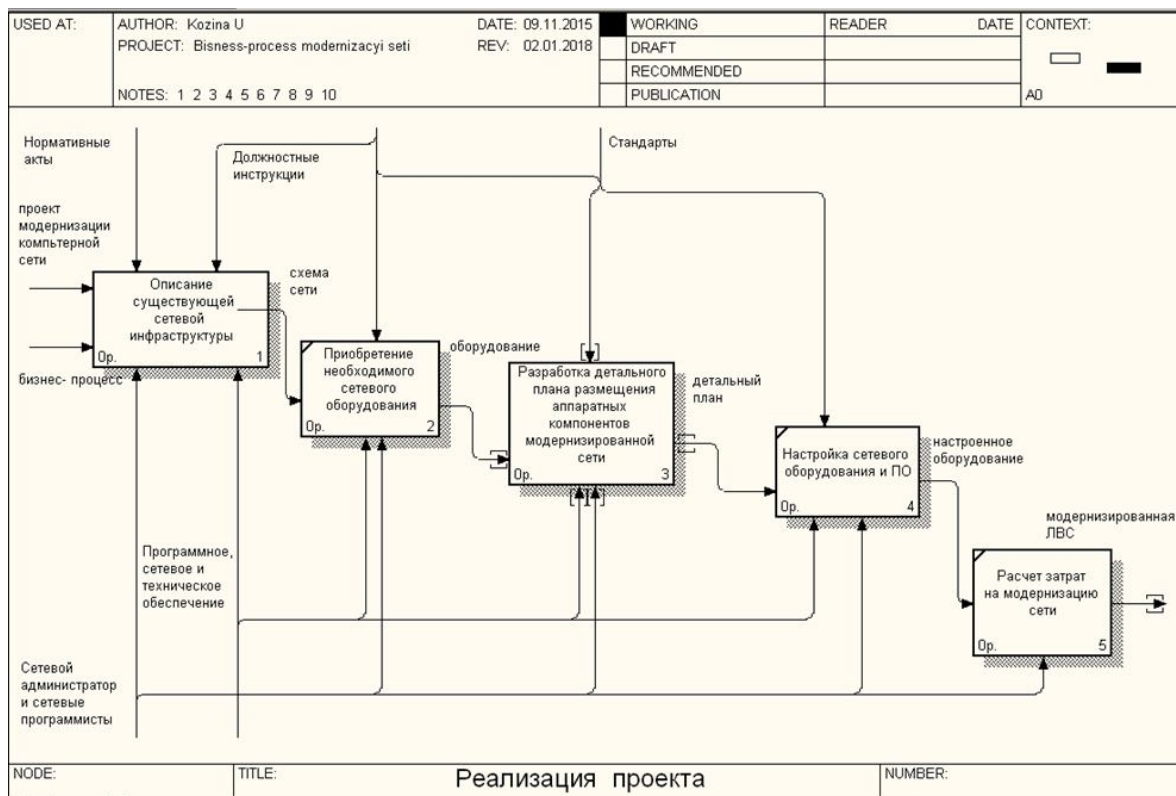 USED AT:
AUTHOR: Kozina U
DATE: 09.11.2015
PROJECT: Bisness-process modernizacyi seti
REV: 02.01.2018
NOTES: 1 2 3 4 5 6 7 8 9 10
WORKING
DRAFT
RECOMMENDED
PUBLICATION
READER
DATE
CONTEXT:
A0
Нормативные
акты
Должностные
инструкции
Стандарты
проект
модернизации
компьтерной
сети
бизнес- процесс
Описание
существующей
сетевой
инфраструктуры
0р.
1
схема
сети
Приобретение
необходимого
сетевого
оборудования
0р.
2
оборудование
Разработка детального
плана размещения
аппаратных
компонентов
модернизированной
сети
0р.
3
детальный
план
Настройка сетевого
оборудования и ПО
0р.
4
настроенное
оборудование
Расчет затрат
на модернизацию
сети
0р.
5
модернизированная
ЛВС
Программное,
сетевое и
техническое
обеспечение
Сетевой
администратор
и сетевые
программисты
NODE:
TITLE:
Реализация проекта
NUMBER: